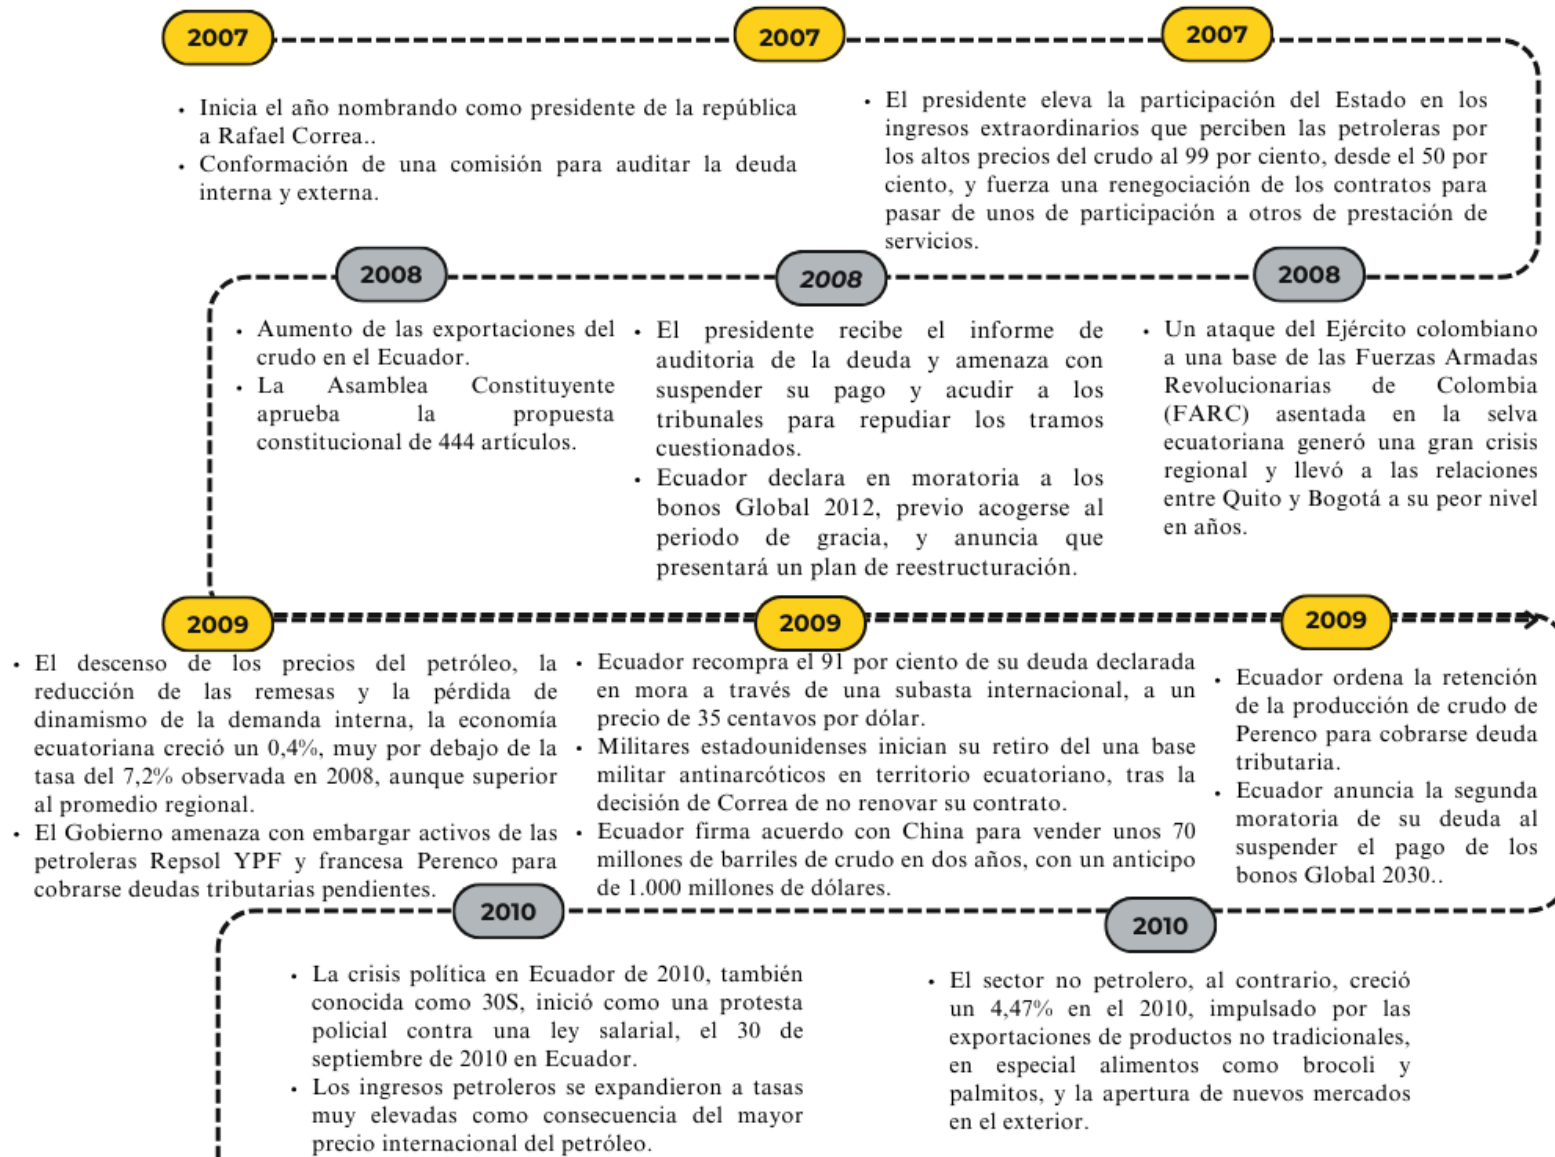 2007
2007
2007
• Inicia el año nombrando como presidente de la república
a Rafael Correa..
• Conformación de una comisión para auditar la deuda
interna y externa.
• El presidente eleva la participación del Estado en los
ingresos extraordinarios que perciben las petroleras por
los altos precios del crudo al 99 por ciento, desde el 50 por
ciento, y fuerza una renegociación de los contratos para
pasar de unos de participación a otros de prestación de
servicios.
2008
2008
2008
• Aumento de las exportaciones del
crudo en el Ecuador.
• La Asamblea Constituyente
aprueba la propuesta
constitucional de 444 artículos.
• El presidente recibe el informe de
auditoria de la deuda y amenaza con
suspender su pago y acudir a los
tribunales para repudiar los tramos
cuestionados.
• Ecuador declara en moratoria a los
bonos Global 2012, previo acogerse al
periodo de gracia, y anuncia que
presentará un plan de reestructuración.
• Un ataque del Ejército colombiano
a una base de las Fuerzas Armadas
Revolucionarias de Colombia
(FARC) asentada en la selva
ecuatoriana generó una gran crisis
regional y llevó a las relaciones
entre Quito y Bogotá a su peor nivel
en años.
2009
2009
2009
• El descenso de los precios del petróleo, la
reducción de las remesas y la pérdida de
dinamismo de la demanda interna, la economía
ecuatoriana creció un 0,4%, muy por debajo de la
tasa del 7,2% observada en 2008, aunque superior
al promedio regional.
• El Gobierno amenaza con embargar activos de las
petroleras Repsol YPF y francesa Perenco para
cobrarse deudas tributarias pendientes.
• Ecuador recompra el 91 por ciento de su deuda declarada
en mora a través de una subasta internacional, a un
precio de 35 centavos por dólar.
• Militares estadounidenses inician su retiro del una base
militar antinarcóticos en territorio ecuatoriano, tras la
decisión de Correa de no renovar su contrato.
• Ecuador firma acuerdo con China para vender unos 70
millones de barriles de crudo en dos años, con un anticipo
de 1.000 millones de dólares.
• Ecuador ordena la retención
de la producción de crudo de
Perenco para cobrarse deuda
tributaria.
• Ecuador anuncia la segunda
moratoria de su deuda al
suspender el pago de los
bonos Global 2030..
2010
2010
• La crisis política en Ecuador de 2010, también
conocida como 30S, inició como una protesta
policial contra una ley salarial, el 30 de
septiembre de 2010 en Ecuador.
• Los ingresos petroleros se expandieron a tasas
muy elevadas como consecuencia del mayor
precio internacional del petróleo.
• El sector no petrolero, al contrario, creció
un 4,47% en el 2010, impulsado por las
exportaciones de productos no tradicionales,
en especial alimentos como brocoli y
palmitos, y la apertura de nuevos mercados
en el exterior.